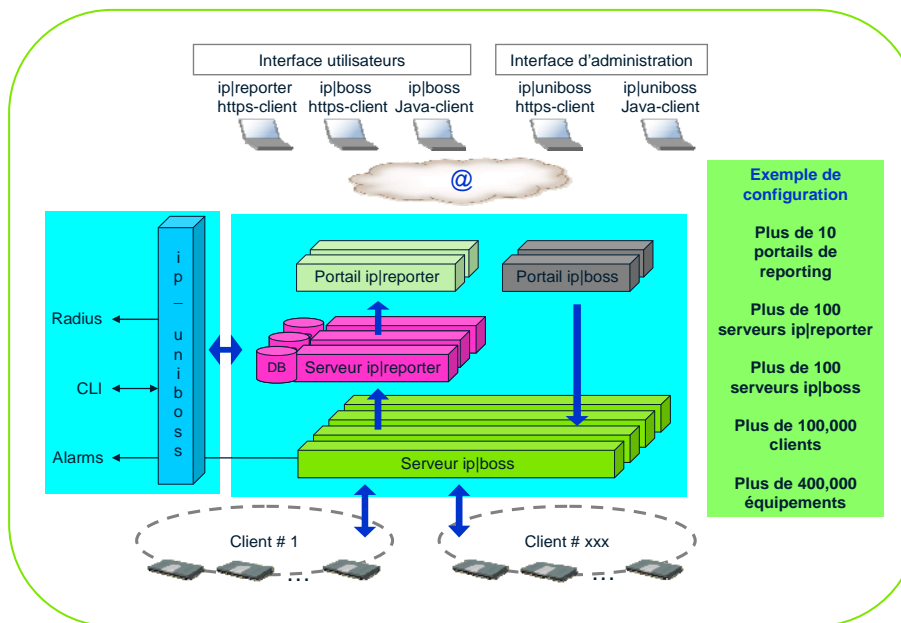 Interface utilisateurs
Interface d'administration
ip|reporter
https-client
ip|boss
https-client
ip|boss
Java-client
ip|uniboss
https-client
ip|uniboss
Java-client
@
Exemple de
configuration
Plus de 10
portails de
reporting
Plus de 100
serveurs ip|reporter
Plus de 100
serveurs ip|boss
Plus de 100,000
clients
Plus de 400,000
équipements
ip_uniboss
Radius
CLI
Alarms
Portail ip|reporter
Portail ip|boss
DB
Serveur ip|reporter
Serveur ip|boss
Client # 1
...
Client # xxx
...